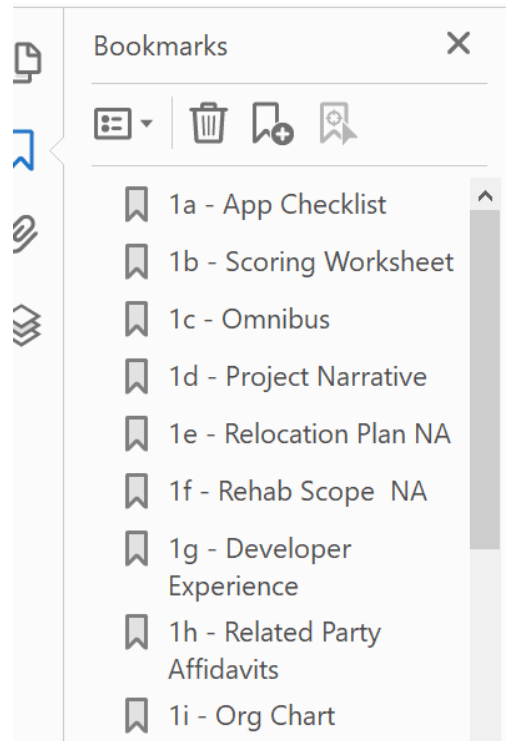 Bookmarks
1a - App Checklist
1b - Scoring Worksheet
1c - Omnibus
1d - Project Narrative
1e - Relocation Plan NA
1f - Rehab Scope  NA
1g - Developer
Experience
1h - Related Party
Affidavits
1i - Org Chart